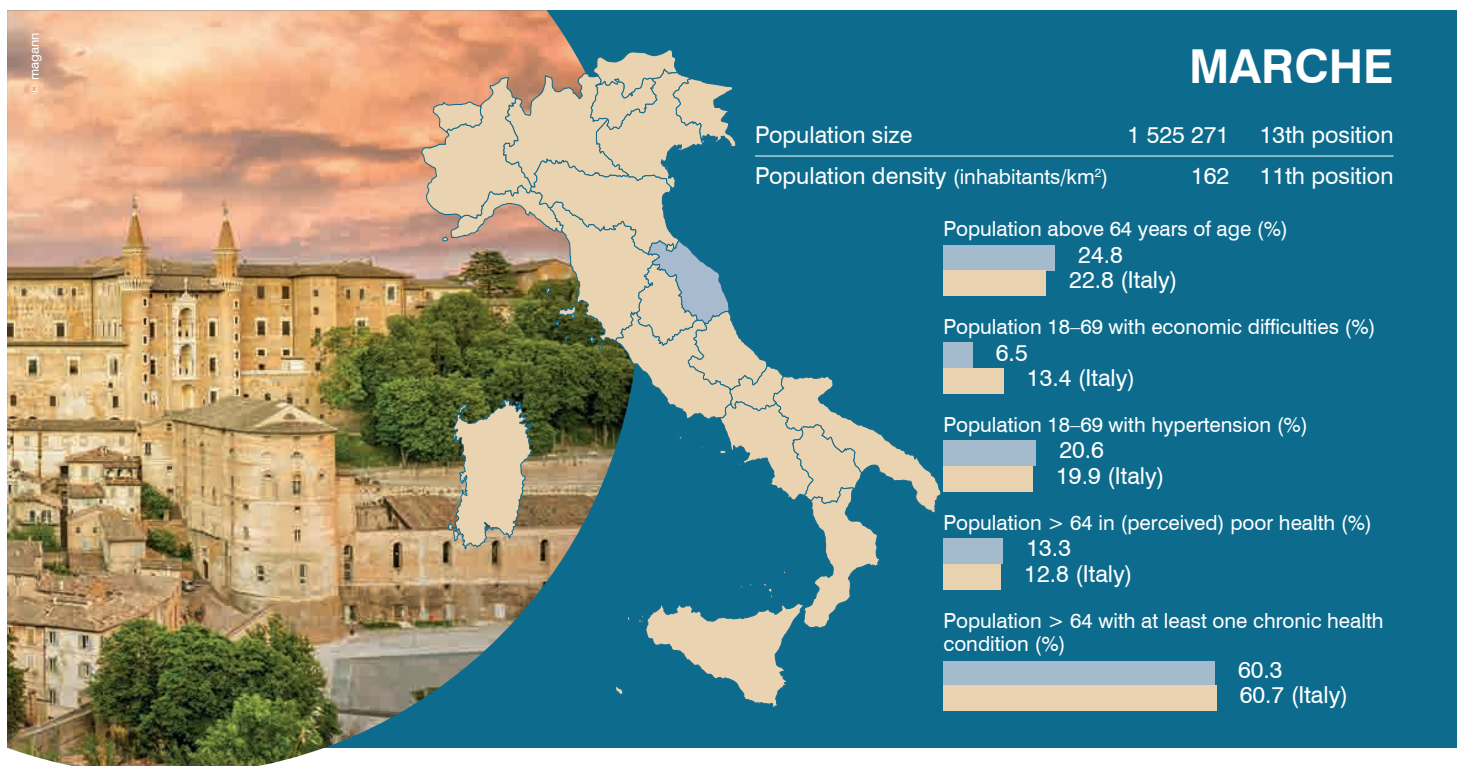 © magann
MARCHE
Population size 1 525 271 13th position
Population density (inhabitants/km²) 162 11th position
Population above 64 years of age (%)
24.8
22.8 (Italy)
Population 18–69 with economic difficulties (%)
6.5
13.4 (Italy)
Population 18–69 with hypertension (%)
20.6
19.9 (Italy)
Population > 64 in (perceived) poor health (%)
13.3
12.8 (Italy)
Population > 64 with at least one chronic health
condition (%)
60.3
60.7 (Italy)